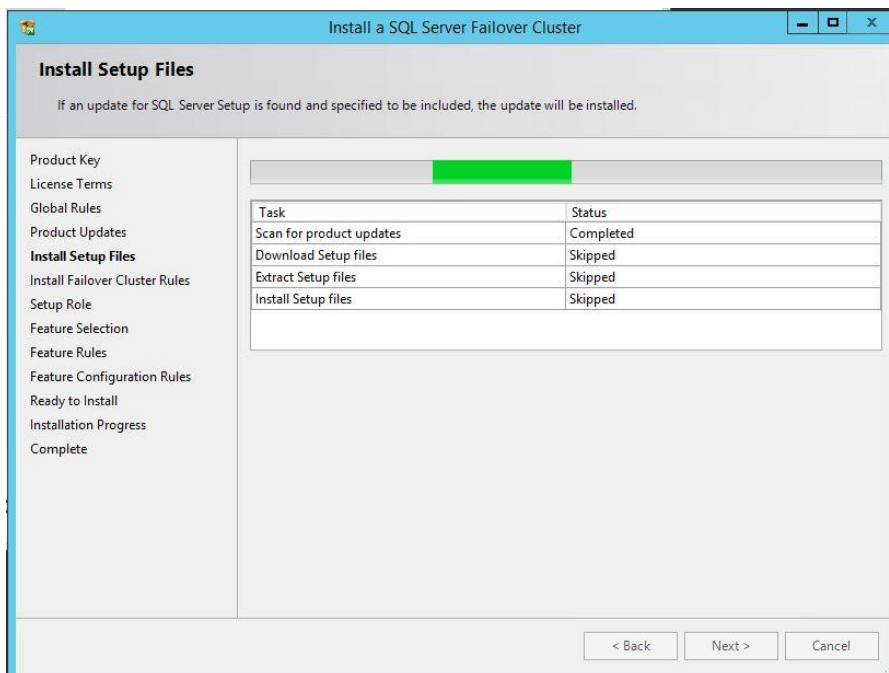 Install a SQL Server Failover Cluster
Install Setup Files
If an update for SQL Server Setup is found and specified to be included, the update will be installed.
Product Key
License Terms
Global Rules
Product Updates
Install Setup Files
Install Failover Cluster Rules
Setup Role
Feature Selection
Feature Rules
Feature Configuration Rules
Ready to Install
Installation Progress
Complete
Task Status
Scan for product updates Completed
Download Setup files Skipped
Extract Setup files Skipped
Install Setup files Skipped
< Back Next > Cancel